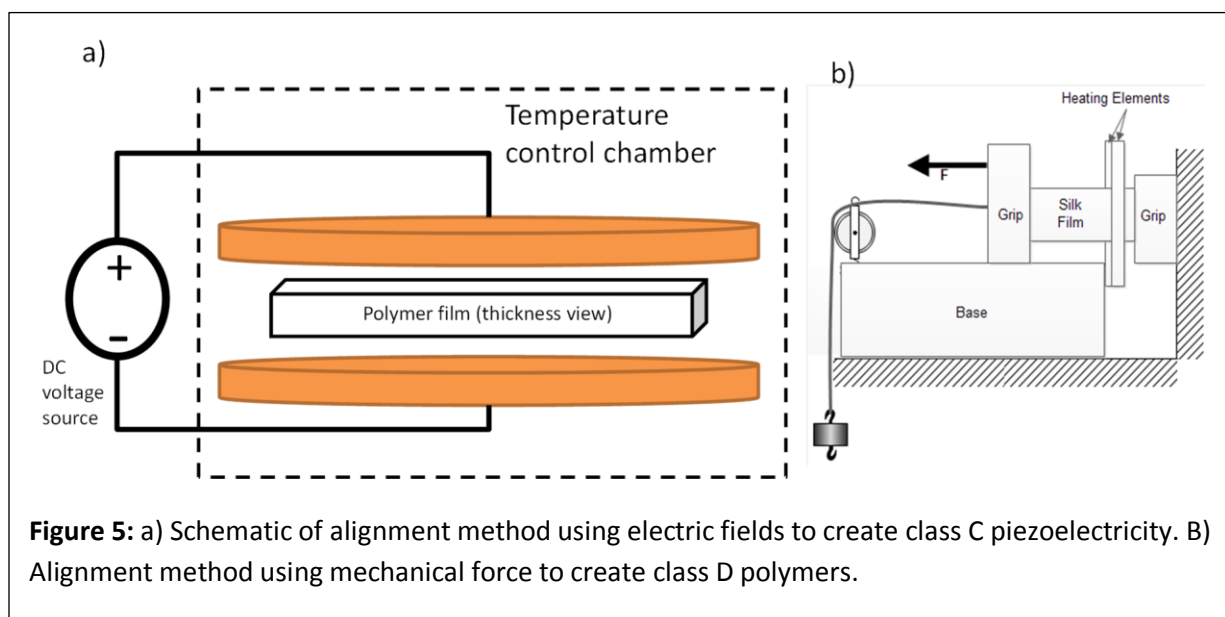 a)
Temperature
control chamber
+
Polymer film (thickness view)
−
DC
voltage
source
b)
Heating Elements
F
Grip
Silk
Film
Grip
Base
Figure 5: a) Schematic of alignment method using electric fields to create class C piezoelectricity. B)
Alignment method using mechanical force to create class D polymers.